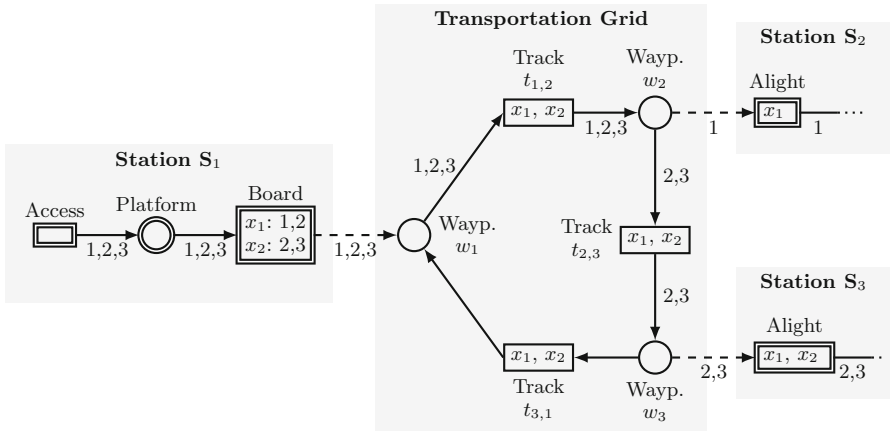 Transportation Grid
Station S₂
Track
t₁,₂
Wayp.
w₂
Alight
x₁, x₂
1,2,3
1
x₁
1
...
Station S₁
1,2,3
2,3
Access
Platform
Board
x₁: 1,2
x₂: 2,3
1,2,3
1,2,3
1,2,3
Wayp.
w₁
Track
t₂,₃
x₁, x₂
2,3
Station S₃
Alight
x₁, x₂
x₁, x₂
2,3
2,3
Track
t₃,₁
Wayp.
w₃